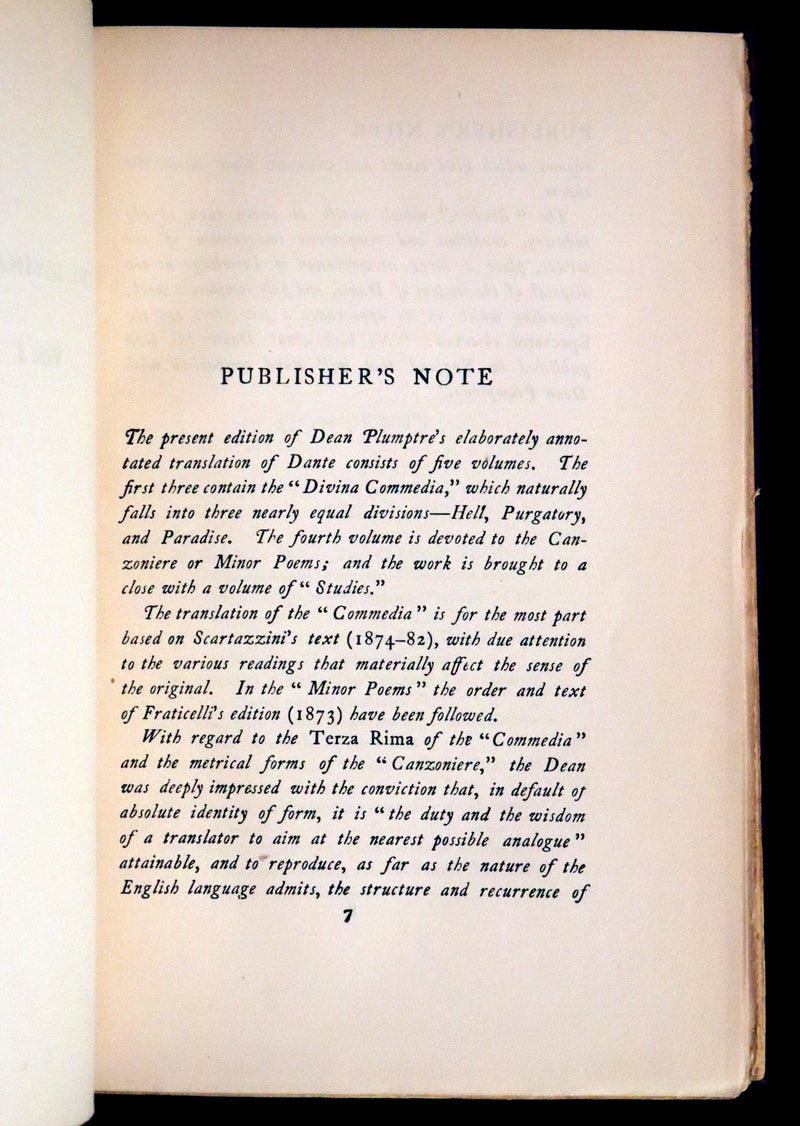 PUBLISHER'S NOTE
The present edition of Dean Plumptre's elaborately anno-
tated translation of Dante consists of five volumes. The
first three contain the "Divina Commedia," which naturally
falls into three nearly equal divisions—Hell, Purgatory,
and Paradise. The fourth volume is devoted to the Can-
zoniere or Minor Poems; and the work is brought to a
close with a volume of "Studies."
The translation of the "Commedia" is for the most part
based on Scartazzini's text (1874–82), with due attention
to the various readings that materially affect the sense of
the original. In the "Minor Poems" the order and text
of Fraticelli's edition (1873) have been followed.
With regard to the Terza Rima of the "Commedia"
and the metrical forms of the "Canzoniere," the Dean
was deeply impressed with the conviction that, in default of
absolute identity of form, it is "the duty and the wisdom
of a translator to aim at the nearest possible analogue"
attainable, and to reproduce, as far as the nature of the
English language admits, the structure and recurrence of
7